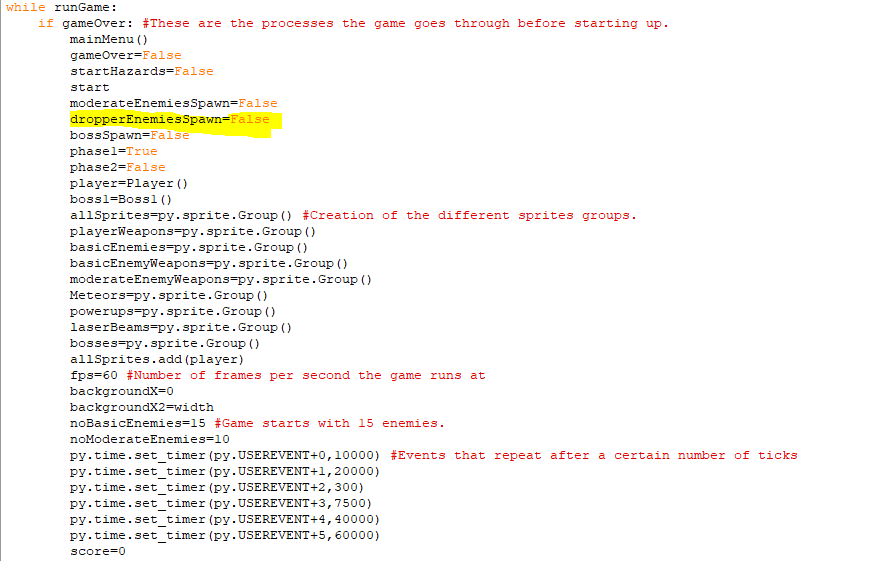 while runGame:
    if gameOver: #These are the processes the game goes through before starting up.
        mainMenu()
        gameOver=False
        startHazards=False
        start
        moderateEnemiesSpawn=False
        dropperEnemiesSpawn=False
        bossSpawn=False
        phase1=True
        phase2=False
        player=Player()
        boss1=Boss1()
        allSprites=py.sprite.Group() #Creation of the different sprites groups.
        playerWeapons=py.sprite.Group()
        basicEnemies=py.sprite.Group()
        basicEnemyWeapons=py.sprite.Group()
        moderateEnemyWeapons=py.sprite.Group()
        Meteors=py.sprite.Group()
        powerups=py.sprite.Group()
        laserBeams=py.sprite.Group()
        bosses=py.sprite.Group()
        allSprites.add(player)
        fps=60 #Number of frames per second the game runs at
        backgroundX=0
        backgroundX2=width
        noBasicEnemies=15 #Game starts with 15 enemies.
        noModerateEnemies=10
        py.time.set_timer(py.USEREVENT+0,10000) #Events that repeat after a certain number of ticks
        py.time.set_timer(py.USEREVENT+1,20000)
        py.time.set_timer(py.USEREVENT+2,300)
        py.time.set_timer(py.USEREVENT+3,7500)
        py.time.set_timer(py.USEREVENT+4,40000)
        py.time.set_timer(py.USEREVENT+5,60000)
        score=0